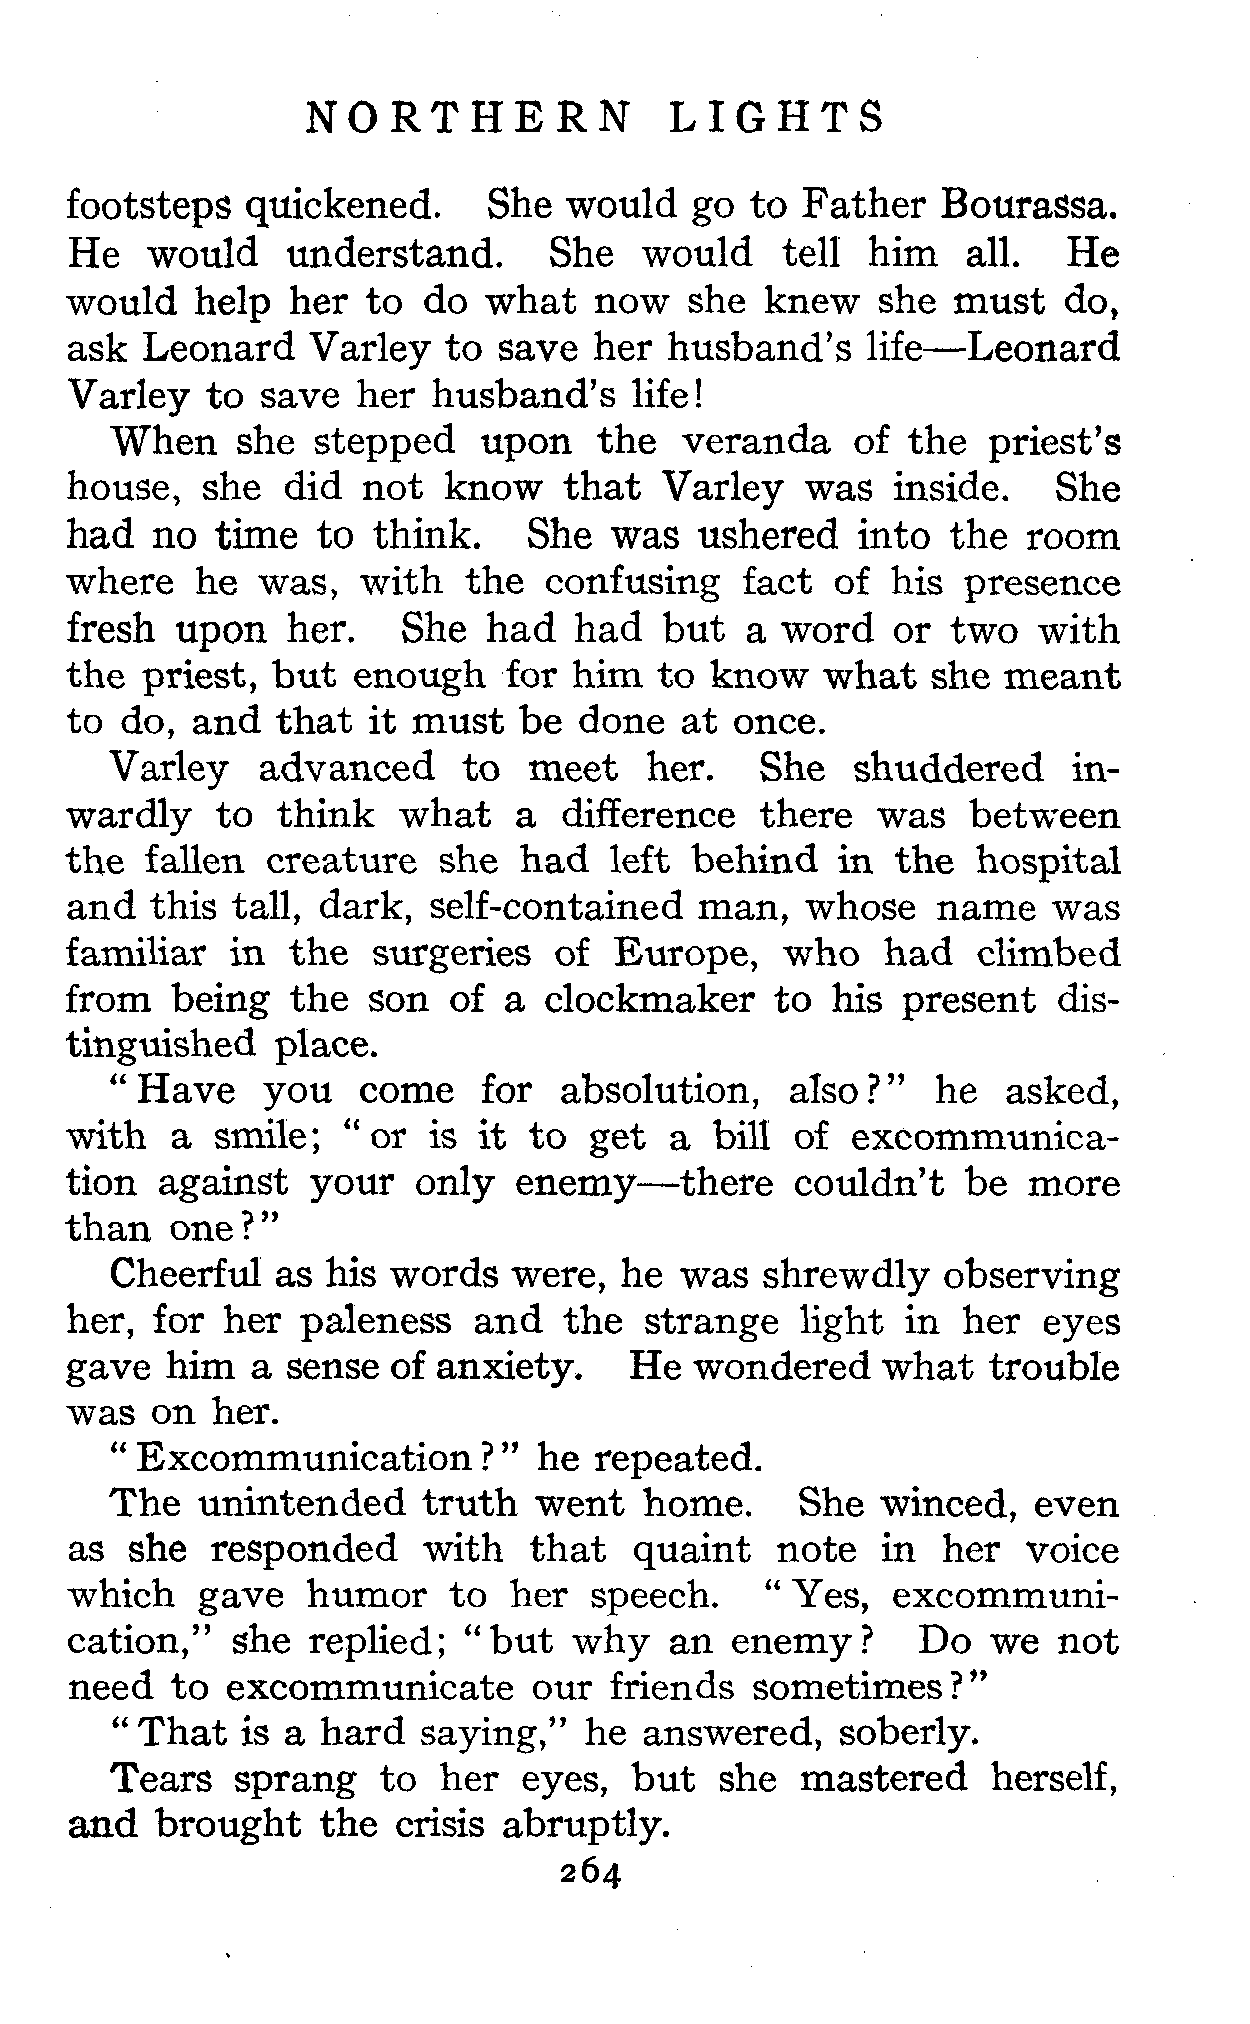 NORTHERN LIGHTS
footsteps quickened. She would go to Father Bourassa.
He would understand. She would tell him all. He
would help her to do what now she knew she must do,
ask Leonard Varley to save her husband's life—Leonard
Varley to save her husband's life!
When she stepped upon the veranda of the priest's
house, she did not know that Varley was inside. She
had no time to think. She was ushered into the room
where he was, with the confusing fact of his presence
fresh upon her. She had had but a word or two with
the priest, but enough for him to know what she meant
to do, and that it must be done at once.
Varley advanced to meet her. She shuddered in-
wardly to think what a difference there was between
the fallen creature she had left behind in the hospital
and this tall, dark, self-contained man, whose name was
familiar in the surgeries of Europe, who had climbed
from being the son of a clockmaker to his present dis-
tinguished place.
"Have you come for absolution, also?" he asked,
with a smile; "or is it to get a bill of excommunica-
tion against your only enemy—there couldn't be more
than one?"
Cheerful as his words were, he was shrewdly observing
her, for her paleness and the strange light in her eyes
gave him a sense of anxiety. He wondered what trouble
was on her.
"Excommunication?" he repeated.
The unintended truth went home. She winced, even
as she responded with that quaint note in her voice
which gave humor to her speech. "Yes, excommuni-
cation," she replied; "but why an enemy? Do we not
need to excommunicate our friends sometimes?"
"That is a hard saying," he answered, soberly.
Tears sprang to her eyes, but she mastered herself,
and brought the crisis abruptly.
264